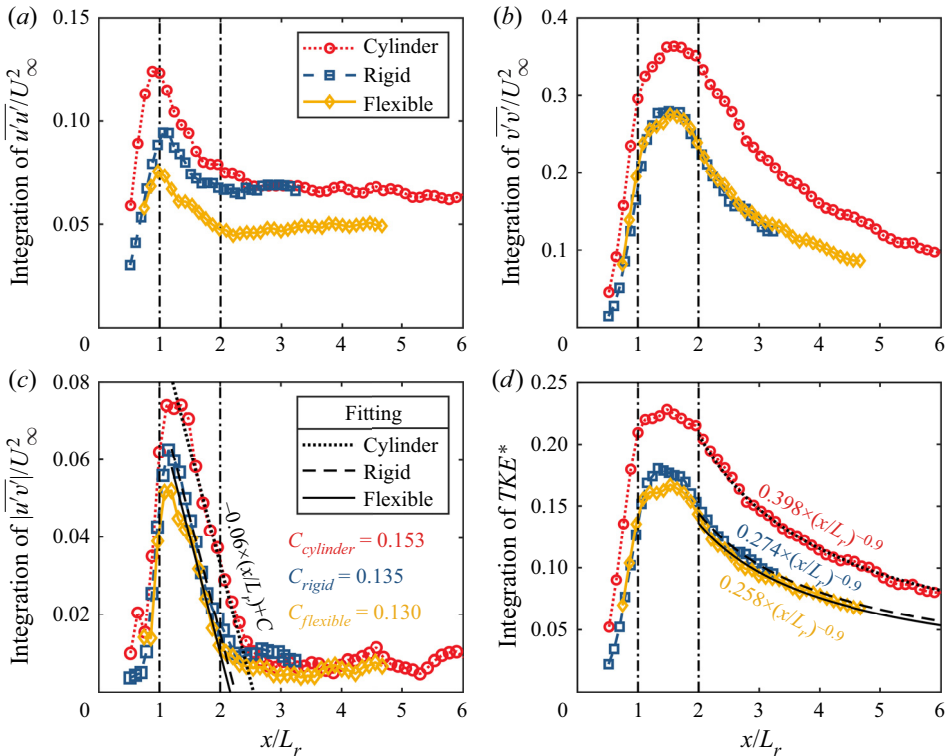 (a)
Integration of u′u′/U²∞
0.15
0.10
0.05
0
1
2
3
4
5
6
Cylinder
Rigid
Flexible
(b)
Integration of v′v′/U²∞
0.4
0.3
0.2
0.1
0
1
2
3
4
5
6
(c)
Integration of |u′v′|/U²∞
0.08
0.06
0.04
0.02
0
1
2
3
4
5
6
x/Lr
Fitting
Cylinder
Rigid
Flexible
−0.06×(x/Lr)+C
Ccylinder = 0.153
Crigid = 0.135
Cflexible = 0.130
(d)
Integration of TKE*
0.25
0.20
0.15
0.10
0.05
0
1
2
3
4
5
6
x/Lr
0.398×(x/Lr)−0.9
0.274×(x/Lr)−0.9
0.258×(x/Lr)−0.9